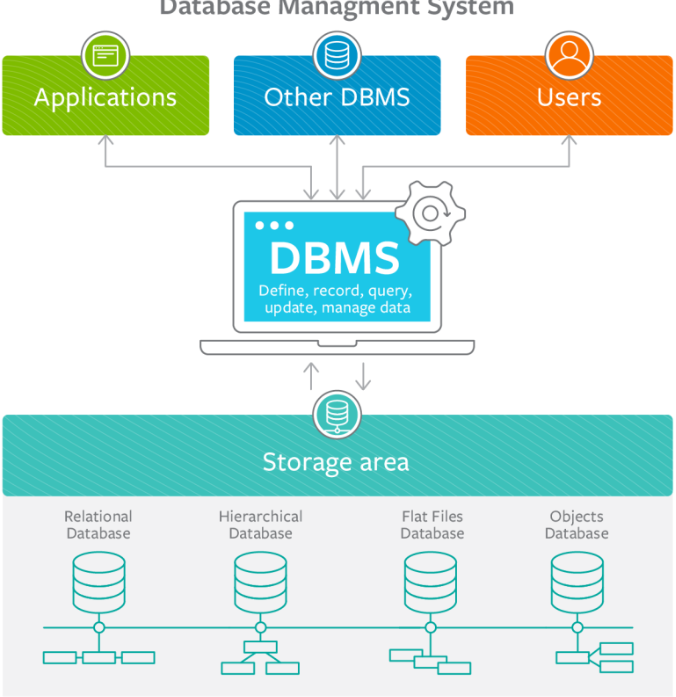 Database Managment System
Applications
Other DBMS
Users
DBMS
Define, record, query,
update, manage data
Storage area
Relational
Database
Hierarchical
Database
Flat Files
Database
Objects
Database